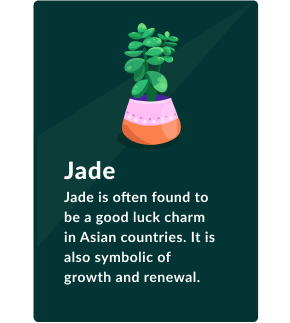 Jade
Jade is often found to
be a good luck charm
in Asian countries. It is
also symbolic of
growth and renewal.